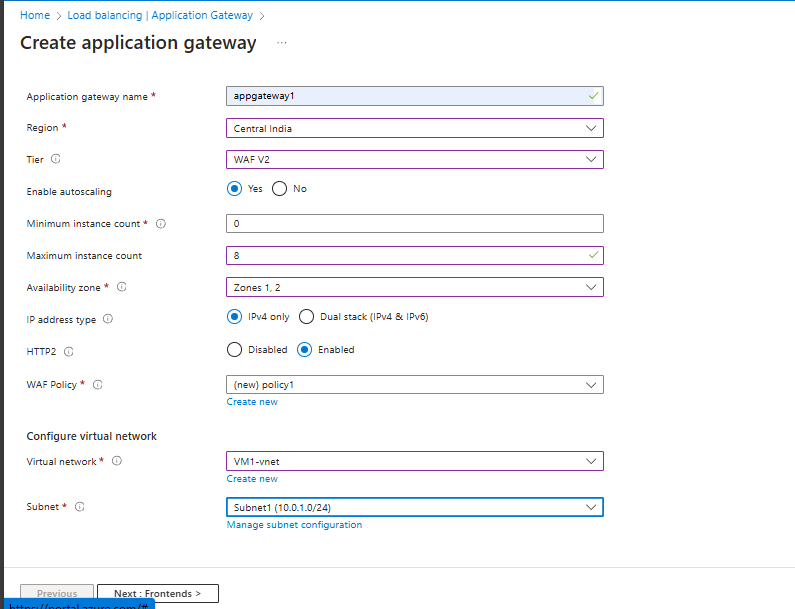 Home > Load balancing | Application Gateway >
Create application gateway ...
Application gateway name * appgateway1
Region * Central India
Tier WAF V2
Enable autoscaling Yes No
Minimum instance count * 0
Maximum instance count 8
Availability zone * Zones 1, 2
IP address type IPv4 only Dual stack (IPv4 & IPv6)
HTTP2 Disabled Enabled
WAF Policy * (new) policy1
Create new
Configure virtual network
Virtual network * VM1-vnet
Create new
Subnet * Subnet1 (10.0.1.0/24)
Manage subnet configuration
Previous Next : Frontends >
https://portal.azure.com/#